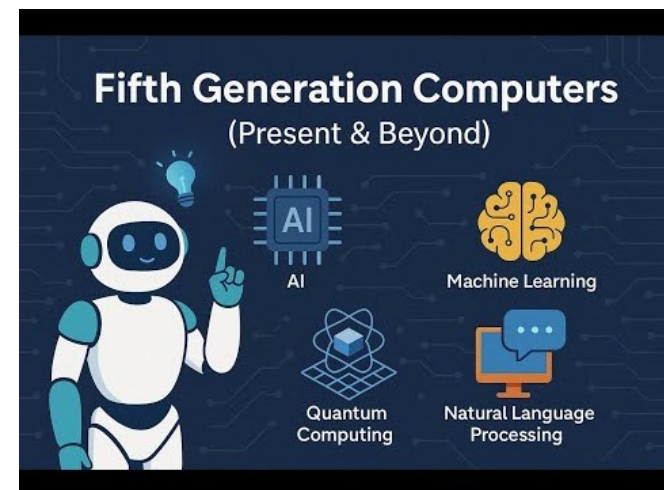 Fifth Generation Computers
(Present & Beyond)
AI
AI
Machine Learning
Quantum
Computing
Natural Language
Processing